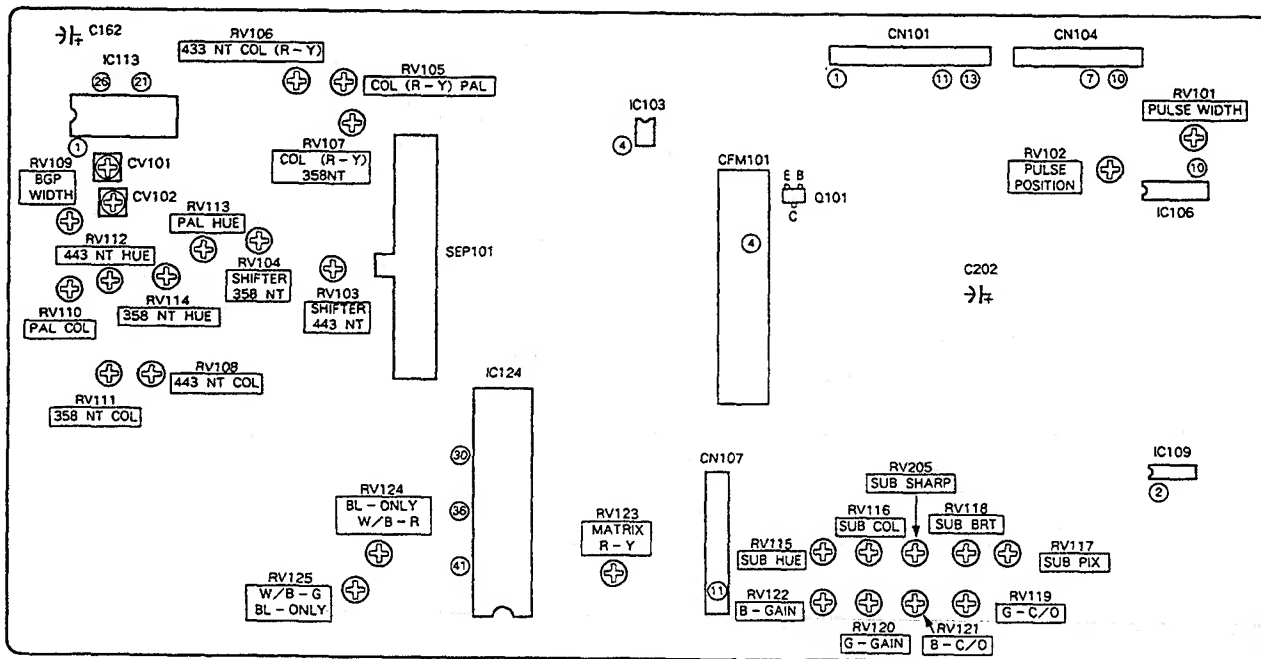 C162
IC113
26
21
1
RV106
433 NT COL (R-Y)
RV105
COL (R-Y) PAL
RV107
COL (R-Y)
358NT
RV109
BGP
WIDTH
CV101
CV102
RV113
PAL HUE
RV112
443 NT HUE
RV104
SHIFTER
358 NT
RV103
SHIFTER
443 NT
RV114
358 NT HUE
RV110
PAL COL
RV108
443 NT COL
RV111
358 NT COL
SEP101
IC103
4
CFM101
4
E B
C
Q101
CN101
1
11
13
CN104
7
10
RV101
PULSE WIDTH
RV102
PULSE
POSITION
10
IC106
C202
IC109
2
IC124
30
36
41
RV124
BL-ONLY
W/B-R
RV125
W/B-G
BL-ONLY
RV123
MATRIX
R-Y
CN107
11
RV205
SUB SHARP
RV116
SUB COL
RV118
SUB BRT
RV115
SUB HUE
RV117
SUB PIX
RV122
B-GAIN
RV119
G-C/O
RV120
G-GAIN
RV121
B-C/O